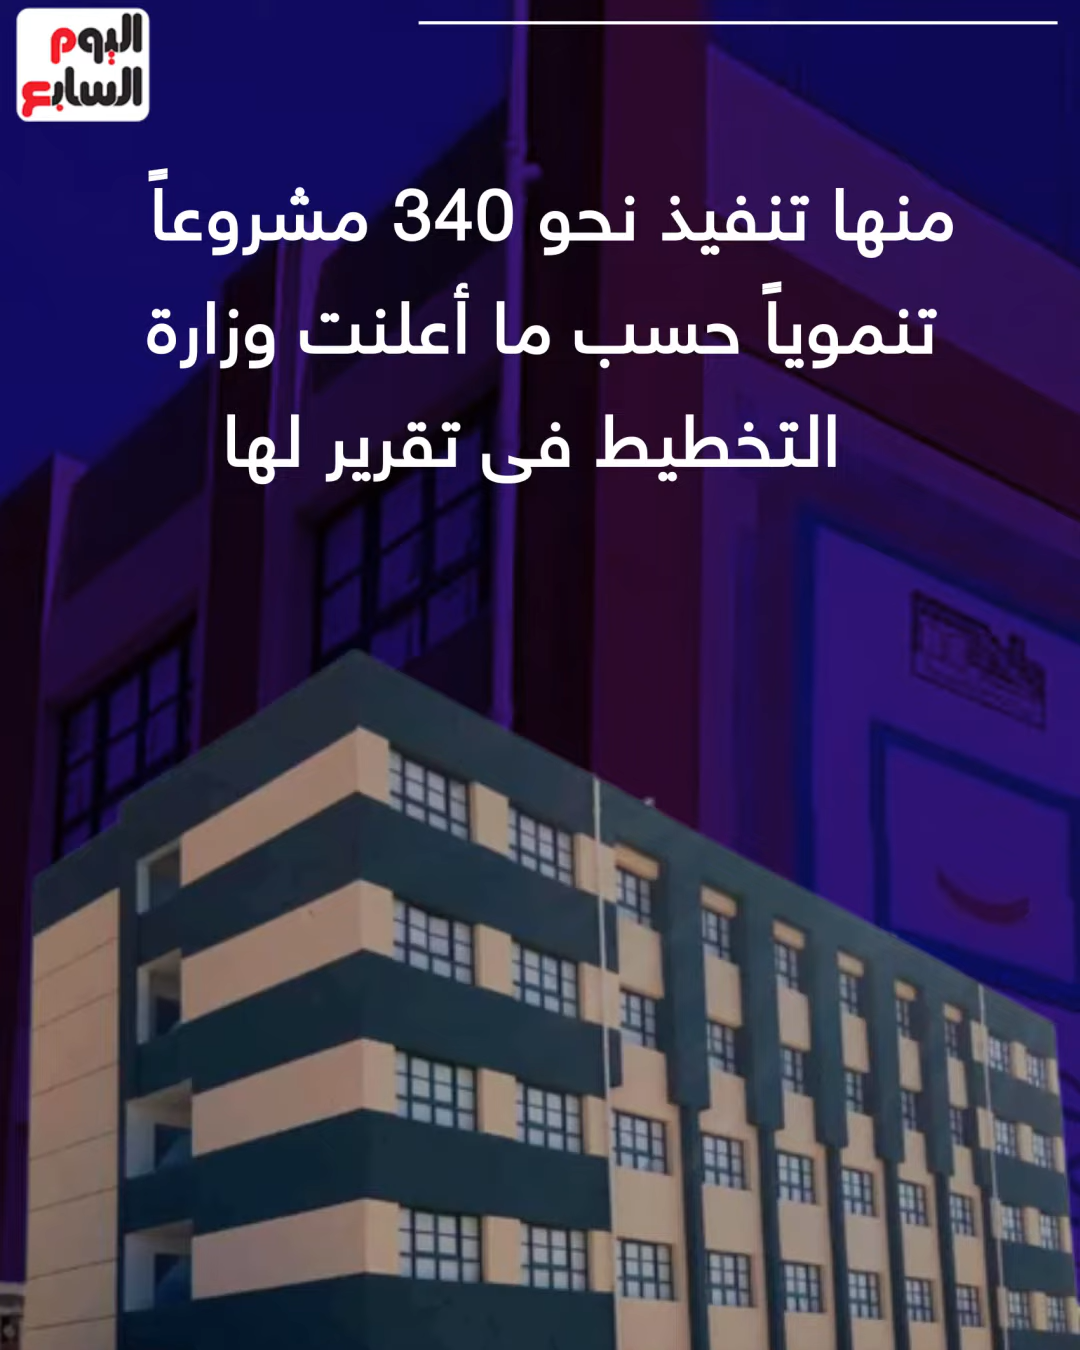 اليوم
السابع
منها تنفيذ نحو 340 مشروعاً
تنموياً حسب ما أعلنت وزارة
التخطيط فى تقرير لها